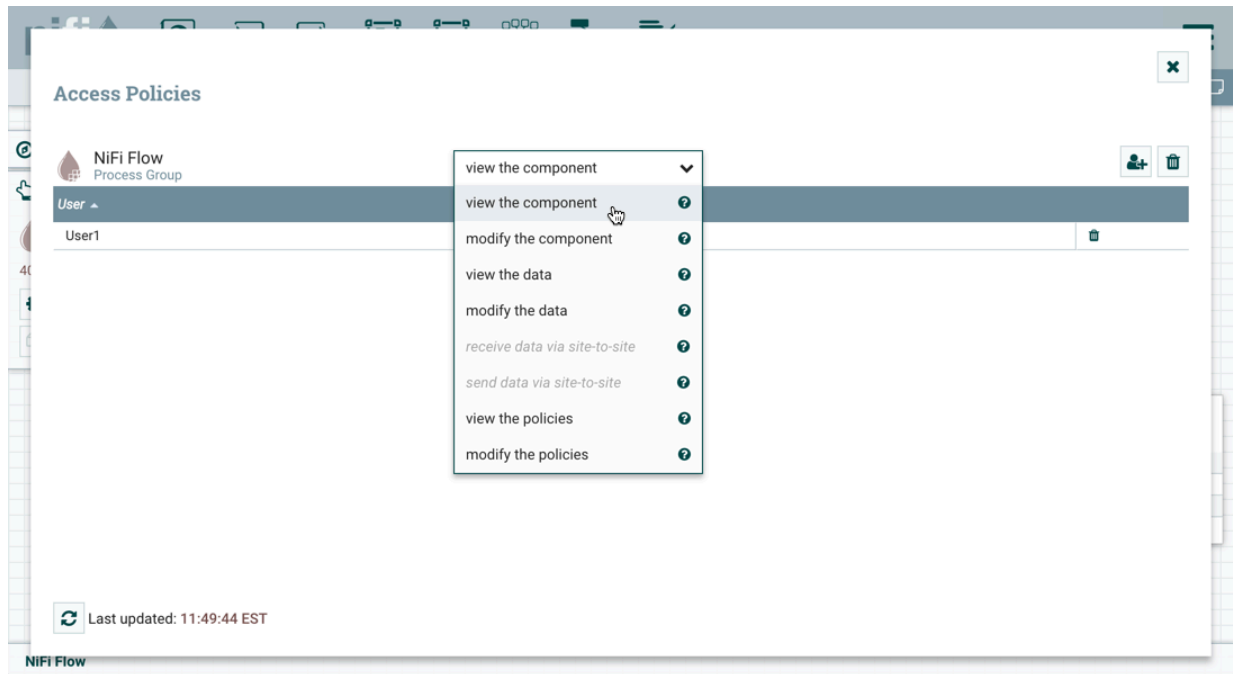 Access Policies
NiFi Flow
Process Group
view the component
User
view the component
User1
modify the component
view the data
modify the data
receive data via site-to-site
send data via site-to-site
view the policies
modify the policies
Last updated: 11:49:44 EST
NiFi Flow